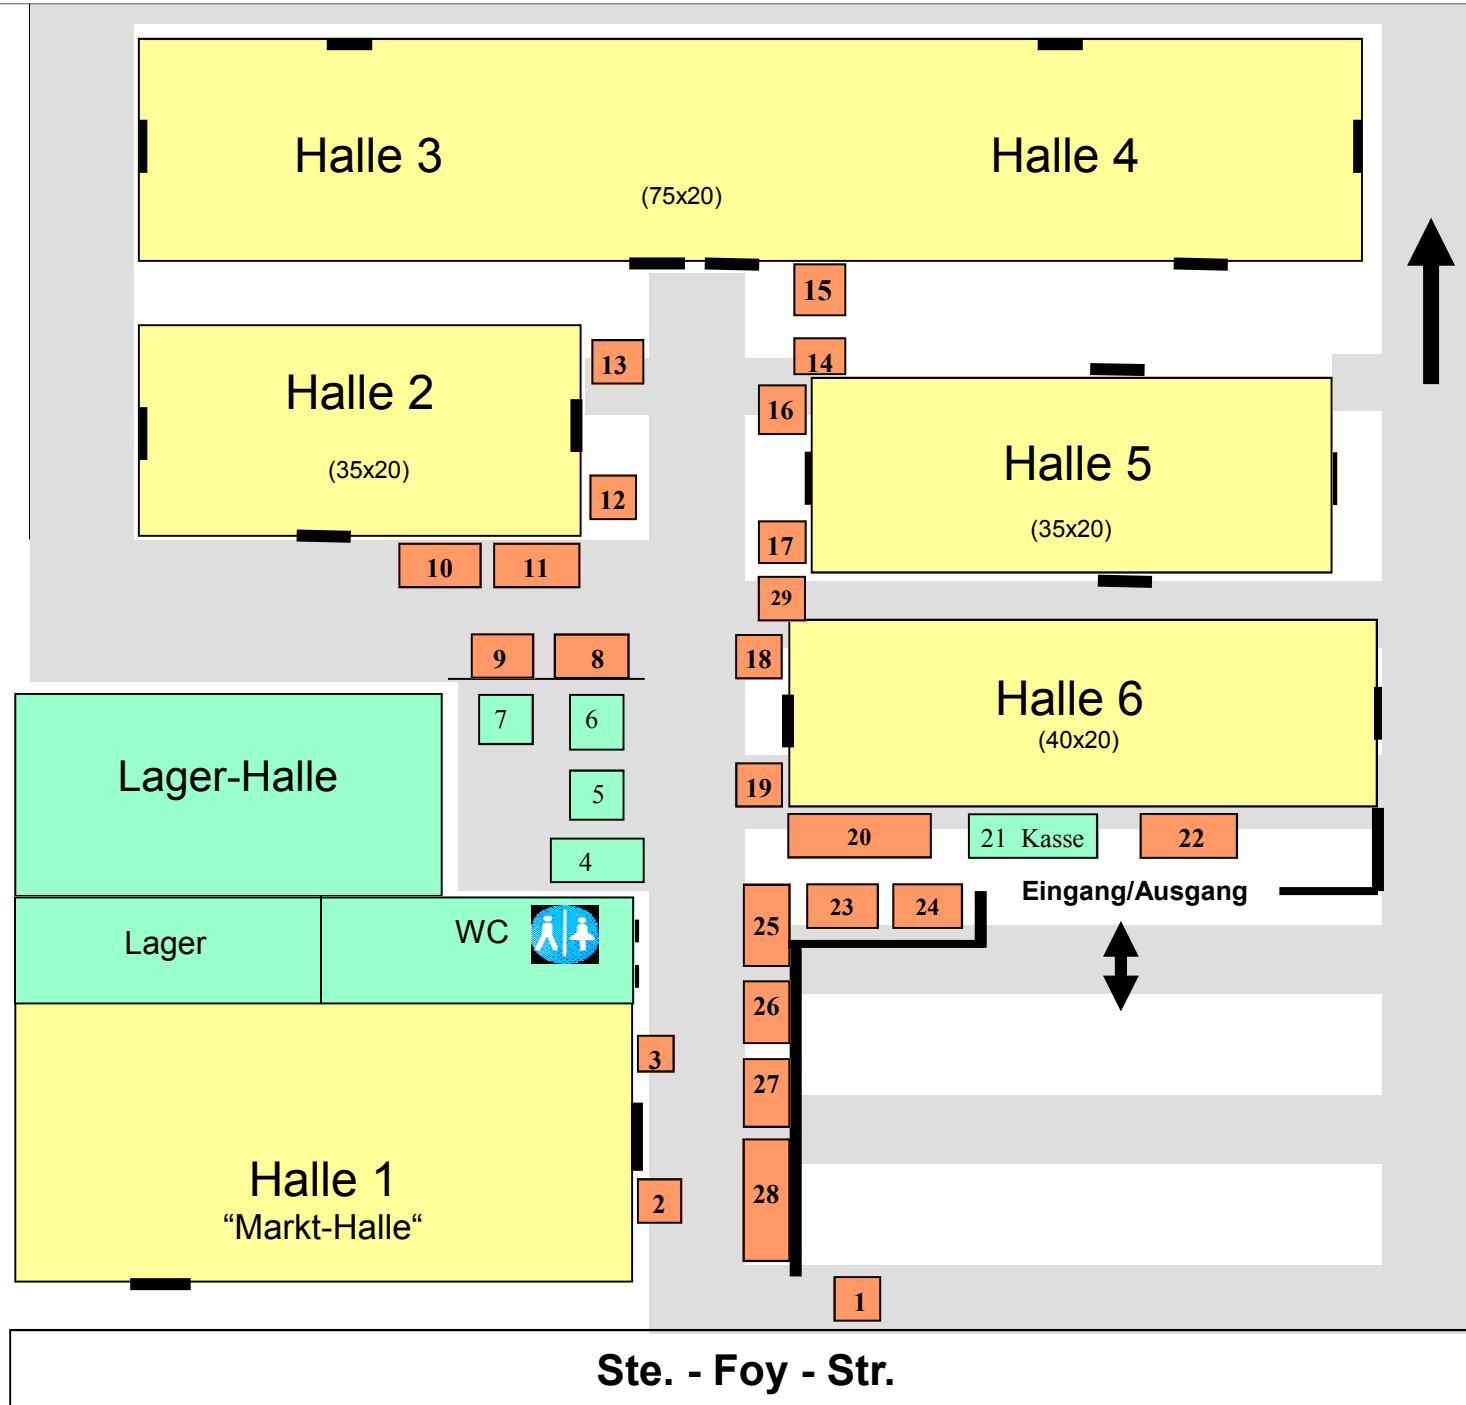 Halle 3
Halle 4
(75x20)
15
13
14
Halle 2
16
(35x20)
Halle 5
12
(35x20)
17
10
11
29
9
8
18
7
6
Halle 6
(40x20)
Lager-Halle
5
19
4
20
21 Kasse
22
Eingang/Ausgang
23
24
25
Lager
WC
26
3
27
Halle 1
“Markt-Halle“
2
28
1
Ste. - Foy - Str.